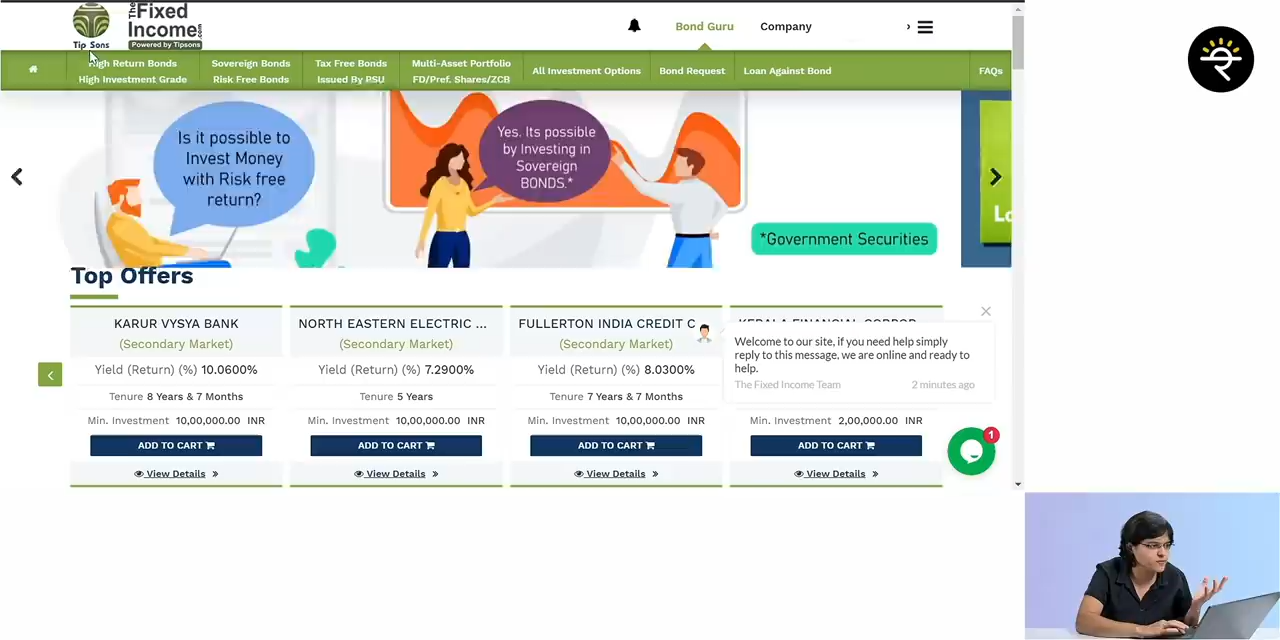 The
Fixed
Income
.com
Tip Sons
Powered by Tipsons
Bond Guru
Company
High Return Bonds
High Investment Grade
Sovereign Bonds
Risk Free Bonds
Tax Free Bonds
Issued By PSU
Multi-Asset Portfolio
FD/Pref. Shares/ZCB
All Investment Options
Bond Request
Loan Against Bond
FAQs
Is it possible to
Invest Money
with Risk free
return?
Yes. Its possible
by Investing in
Sovereign
BONDS.*
*Government Securities
Lo
Top Offers
KARUR VYSYA BANK
(Secondary Market)
Yield (Return) (%) 10.0600%
Tenure 8 Years & 7 Months
Min. Investment 10,00,000.00 INR
ADD TO CART
View Details »
NORTH EASTERN ELECTRIC ...
(Secondary Market)
Yield (Return) (%) 7.2900%
Tenure 5 Years
Min. Investment 10,00,000.00 INR
ADD TO CART
View Details »
FULLERTON INDIA CREDIT C
(Secondary Market)
Yield (Return) (%) 8.0300%
Tenure 7 Years & 7 Months
Min. Investment 10,00,000.00 INR
ADD TO CART
View Details »
Welcome to our site, if you need help simply
reply to this message, we are online and ready to
help.
The Fixed Income Team 2 minutes ago
Min. Investment 2,00,000.00 INR
ADD TO CART
View Details »
1